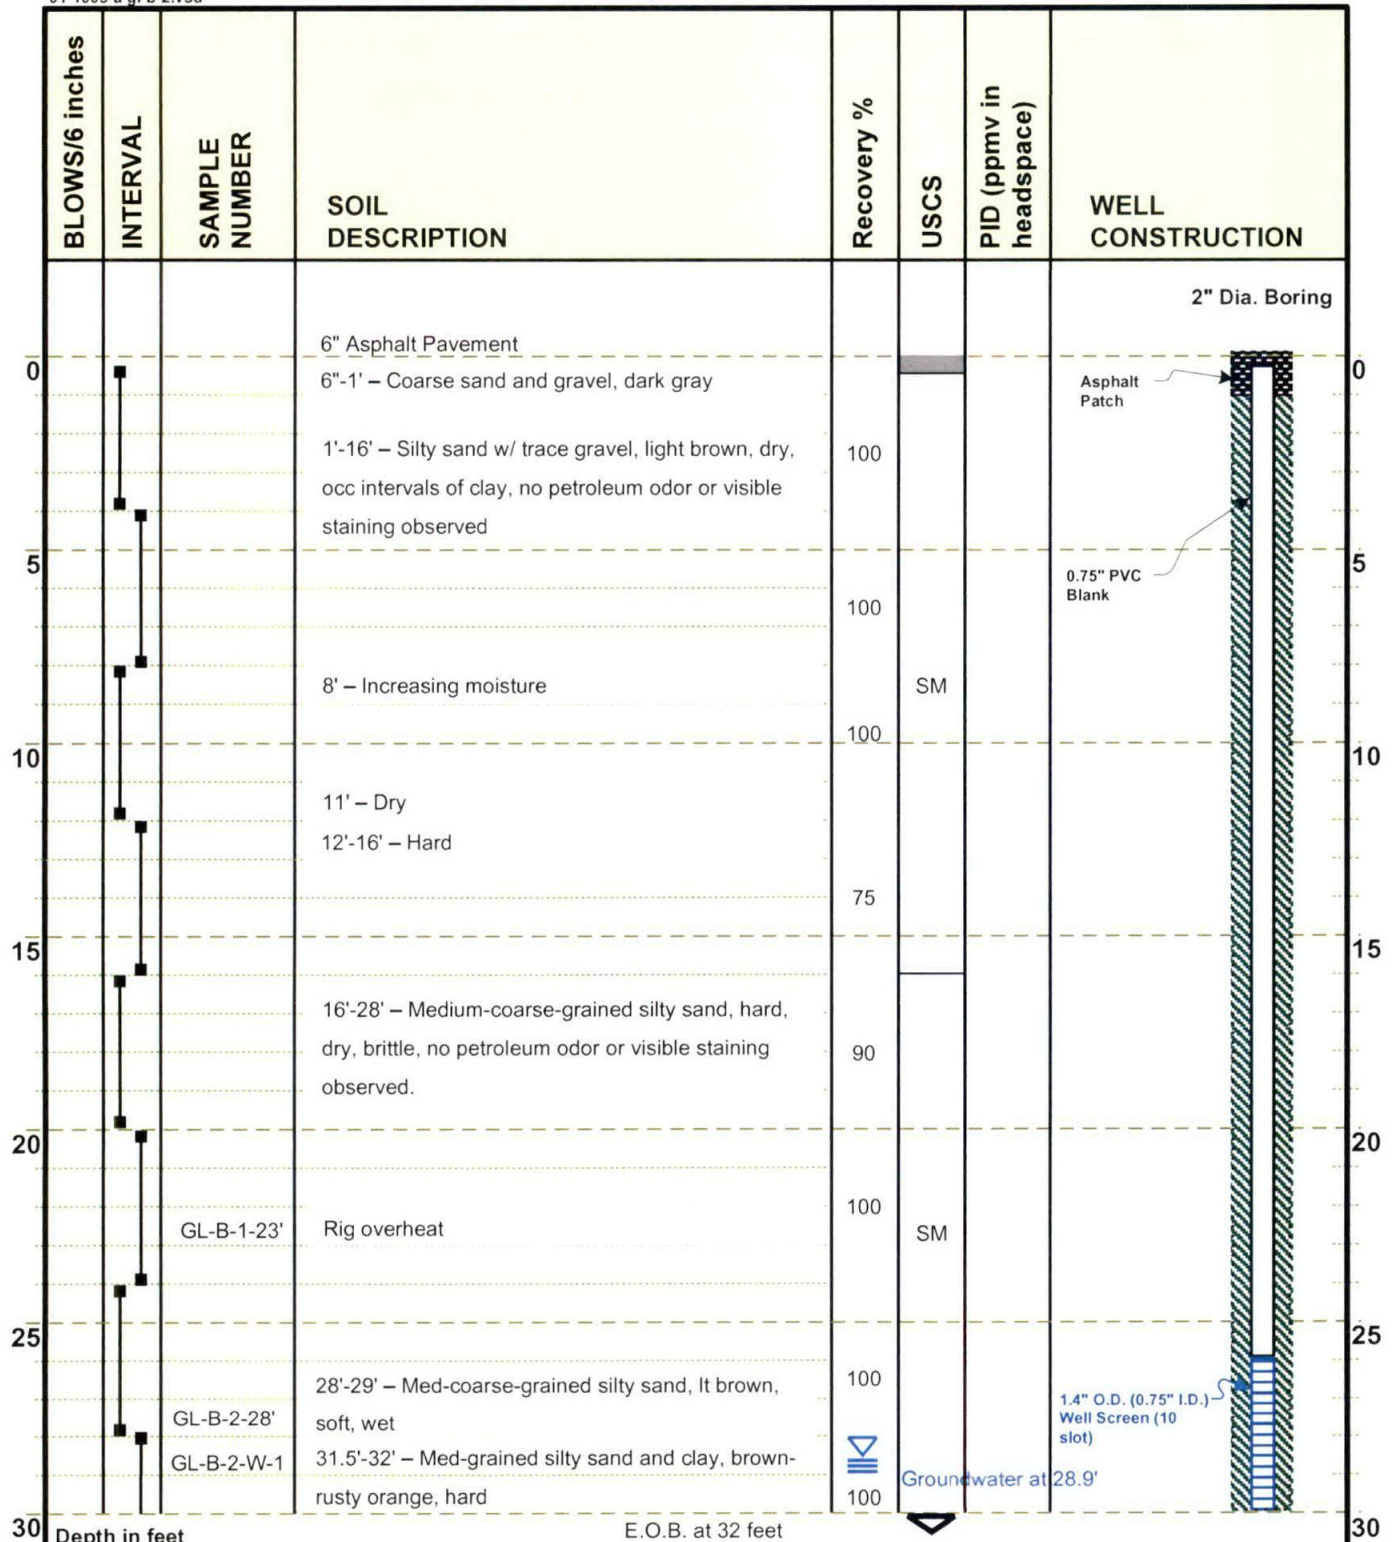 BLOWS/6 inches
INTERVAL
SAMPLE
NUMBER
SOIL
DESCRIPTION
Recovery %
USCS
PID (ppmv in
headspace)
WELL
CONSTRUCTION
2" Dia. Boring
6" Asphalt Pavement
0
6"-1' – Coarse sand and gravel, dark gray
Asphalt
Patch
0
1'-16' – Silty sand w/ trace gravel, light brown, dry,
100
occ intervals of clay, no petroleum odor or visible
staining observed
5
0.75" PVC
Blank
5
100
8' – Increasing moisture
SM
100
10
10
11' – Dry
12'-16' – Hard
75
15
15
16'-28' – Medium-coarse-grained silty sand, hard,
dry, brittle, no petroleum odor or visible staining
90
observed.
20
20
100
GL-B-1-23'
Rig overheat
SM
25
25
28'-29' – Med-coarse-grained silty sand, lt brown,
100
soft, wet
1.4" O.D. (0.75" I.D.)
Well Screen (10
slot)
GL-B-2-28'
GL-B-2-W-1
31.5'-32' – Med-grained silty sand and clay, brown-
rusty orange, hard
Groundwater at 28.9'
100
30
Depth in feet
E.O.B. at 32 feet
30